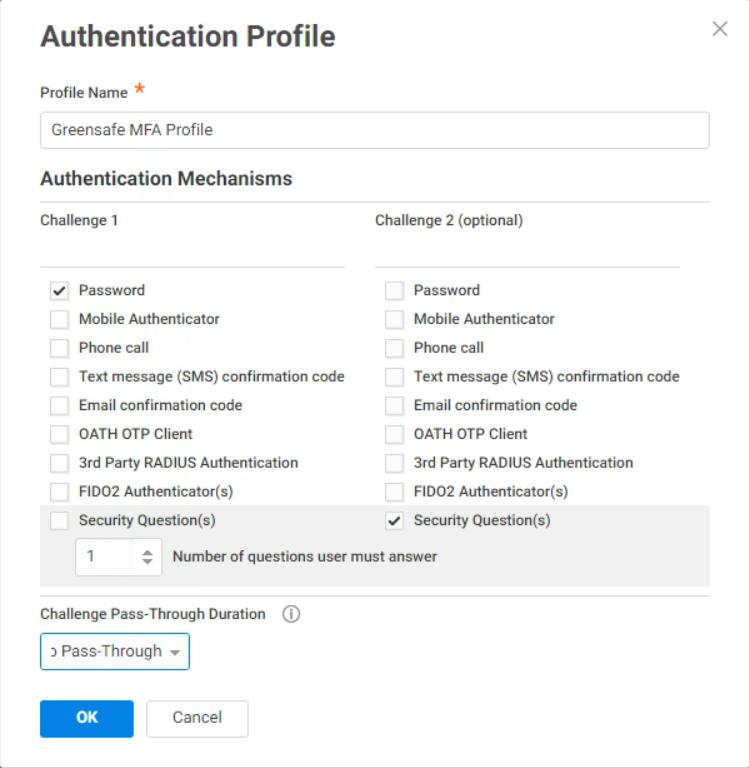 Authentication Profile
Profile Name *
Greensafe MFA Profile
Authentication Mechanisms
Challenge 1
Challenge 2 (optional)
Password
Password
Mobile Authenticator
Mobile Authenticator
Phone call
Phone call
Text message (SMS) confirmation code
Text message (SMS) confirmation code
Email confirmation code
Email confirmation code
OATH OTP Client
OATH OTP Client
3rd Party RADIUS Authentication
3rd Party RADIUS Authentication
FIDO2 Authenticator(s)
FIDO2 Authenticator(s)
Security Question(s)
Security Question(s)
1 Number of questions user must answer
Challenge Pass-Through Duration
o Pass-Through
OK
Cancel